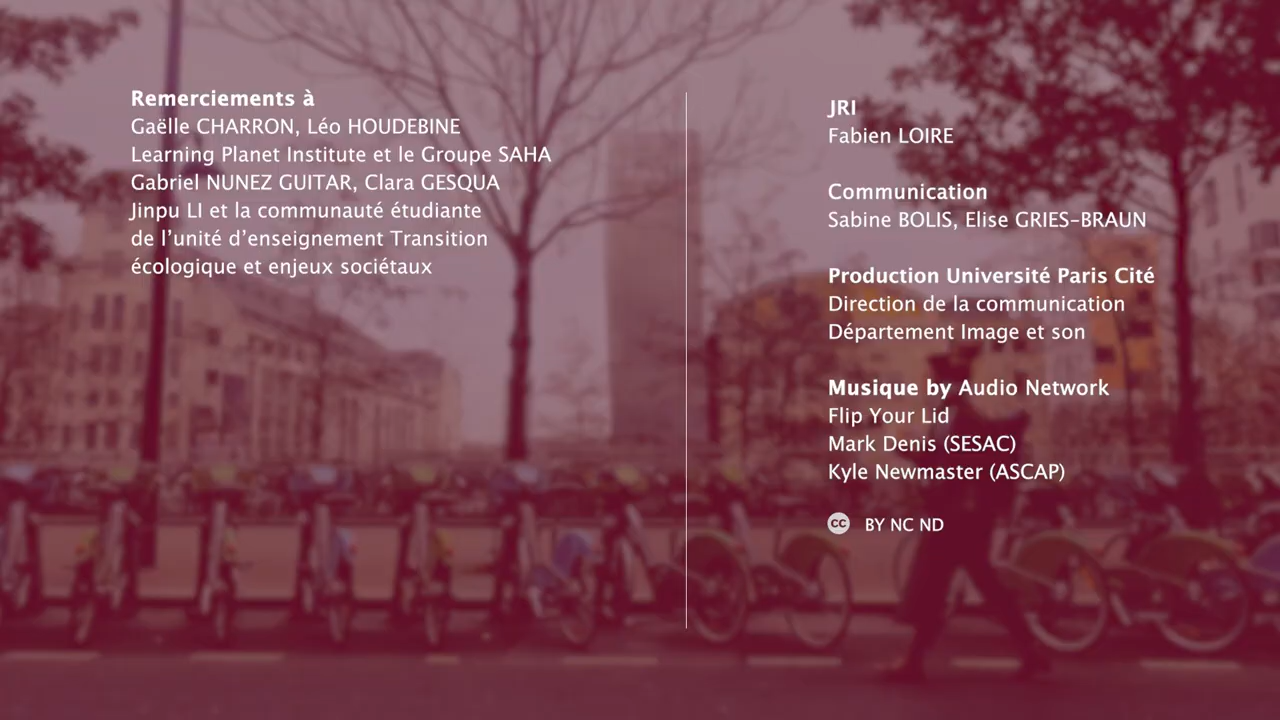 Remerciements à
Gaëlle CHARRON, Léo HOUDEBINE
Learning Planet Institute et le Groupe SAHA
Gabriel NUNEZ GUITAR, Clara GESQUA
Jinpu LI et la communauté étudiante
de l’unité d’enseignement Transition
écologique et enjeux sociétaux
JRI
Fabien LOIRE
Communication
Sabine BOLIS, Elise GRIES-BRAUN
Production Université Paris Cité
Direction de la communication
Département Image et son
Musique by Audio Network
Flip Your Lid
Mark Denis (SESAC)
Kyle Newmaster (ASCAP)
cc BY NC ND